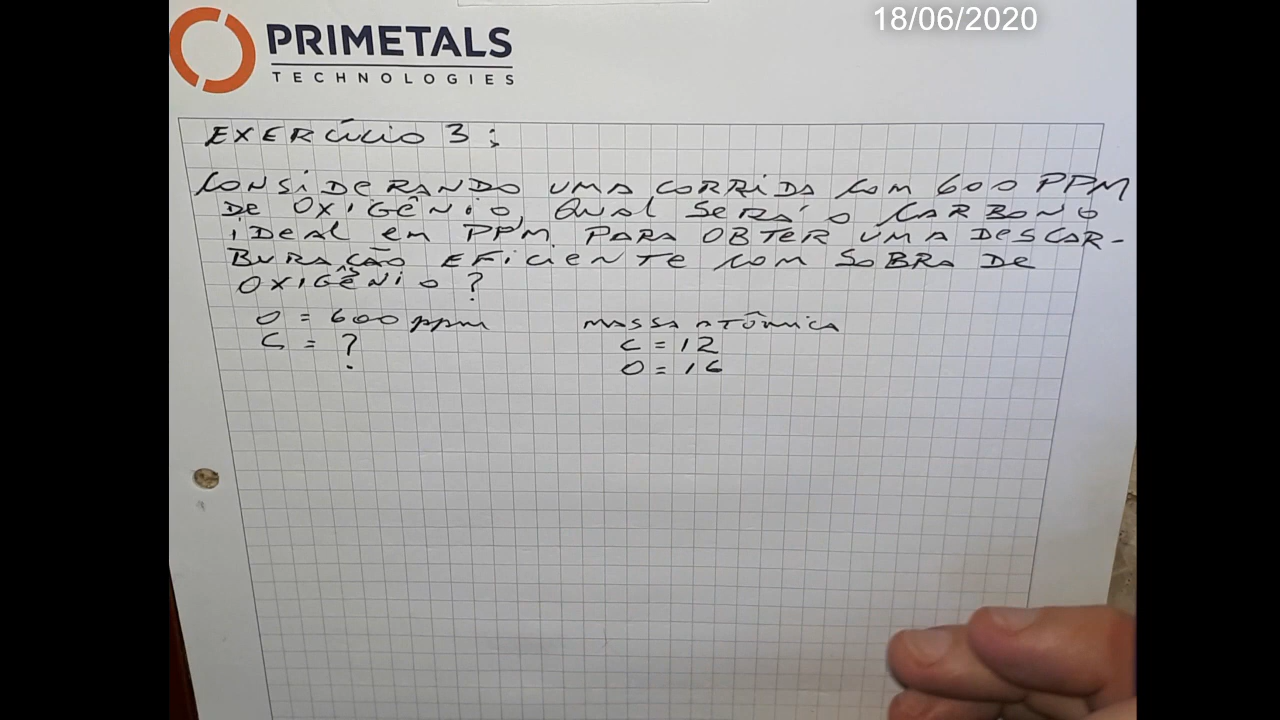 18/06/2020
PRIMETALS
TECHNOLOGIES
EXERCÍCIO 3:
CONSIDERANDO UMA CORRIDA COM 600 PPM
DE OXIGÊNIO, QUAL SERÁ O CARBONO
IDEAL EM PPM PARA OBTER UMA DESCAR-
BURAÇÃO EFICIENTE COM SOBRA DE
OXIGÊNIO?
O = 600 ppm
MASSA ATÔMICA
C = ?
C = 12
O = 16